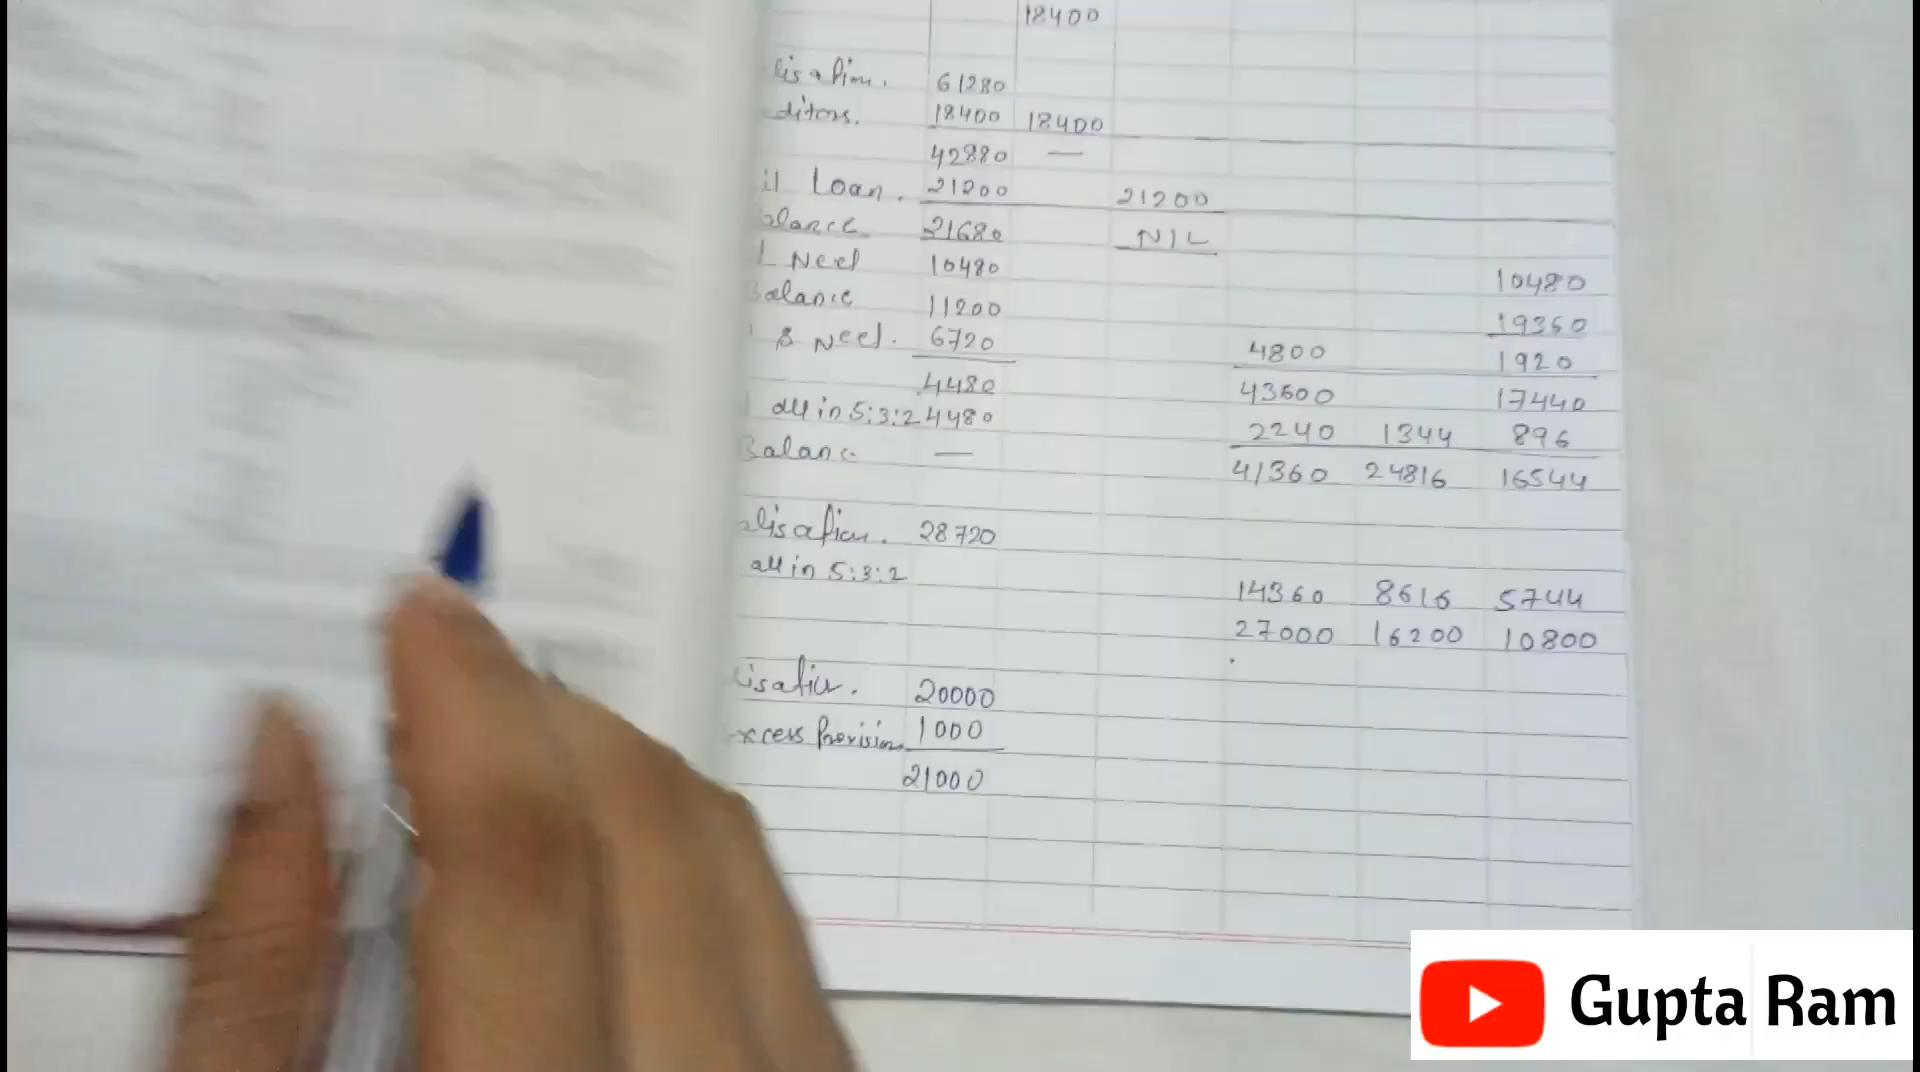 18400
lisation. 61280
ditors. 18400 18400
42880 —
il Loan. 21200 21200
alance 21680 NIL
L Neel 10480 10480
Balance 11200 19360
& Neel. 6720 4800 1920
4480 43600 17440
all in 5:3:2 4480 2240 1344 896
Balanc — 41360 24816 16544
alisation. 28720
all in 5:3:2 14360 8616 5744
27000 16200 10800
lisation. 20000
xcess Provision 1000
21000
Gupta Ram